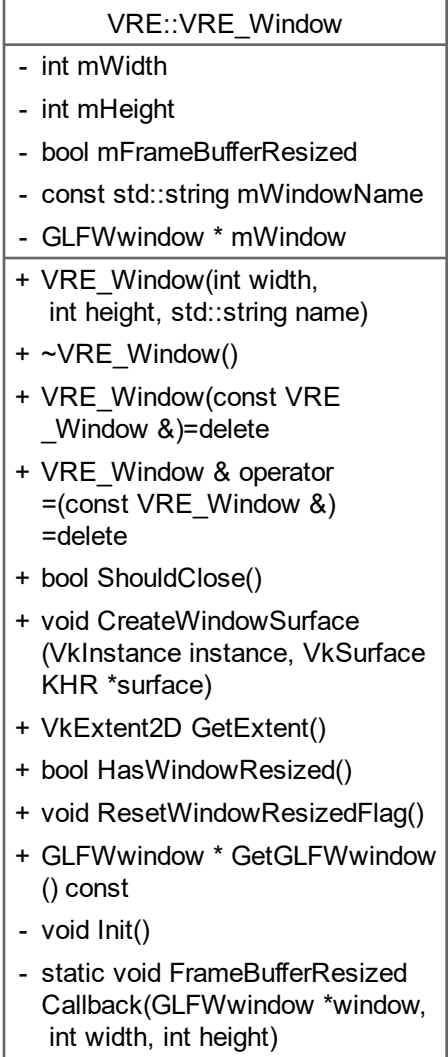 VRE::VRE_Window
- int mWidth
- int mHeight
- bool mFrameBufferResized
- const std::string mWindowName
- GLFWwindow * mWindow
+ VRE_Window(int width,
int height, std::string name)
+ ~VRE_Window()
+ VRE_Window(const VRE
_Window &)=delete
+ VRE_Window & operator
=(const VRE_Window &)
=delete
+ bool ShouldClose()
+ void CreateWindowSurface
(VkInstance instance, VkSurface
KHR *surface)
+ VkExtent2D GetExtent()
+ bool HasWindowResized()
+ void ResetWindowResizedFlag()
+ GLFWwindow * GetGLFWwindow
() const
- void Init()
- static void FrameBufferResized
Callback(GLFWwindow *window,
int width, int height)